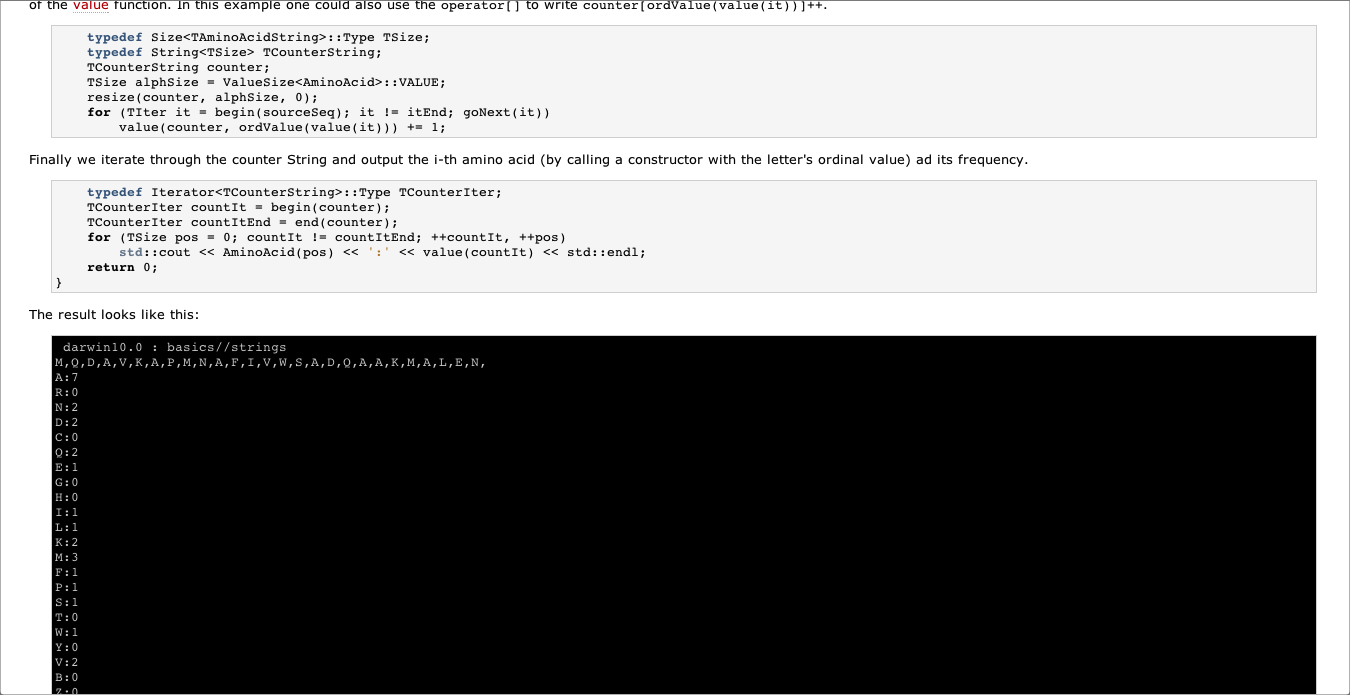 of the value function. In this example one could also use the operator[] to write counter[ordValue(value(it))]++.
typedef Size<TAminoAcidString>::Type TSize;
typedef String<TSize> TCounterString;
TCounterString counter;
TSize alphSize = ValueSize<AminoAcid>::VALUE;
resize(counter, alphSize, 0);
for (TIter it = begin(sourceSeq); it != itEnd; goNext(it))
value(counter, ordValue(value(it))) += 1;
Finally we iterate through the counter String and output the i-th amino acid (by calling a constructor with the letter's ordinal value) ad its frequency.
typedef Iterator<TCounterString>::Type TCounterIter;
TCounterIter countIt = begin(counter);
TCounterIter countItEnd = end(counter);
for (TSize pos = 0; countIt != countItEnd; ++countIt, ++pos)
std::cout << AminoAcid(pos) << ':' << value(countIt) << std::endl;
return 0;
}
The result looks like this:
darwin10.0 : basics//strings
M,Q,D,A,V,K,A,P,M,N,A,F,I,V,W,S,A,D,Q,A,A,K,M,A,L,E,N,
A:7
R:0
N:2
D:2
C:0
Q:2
E:1
G:0
H:0
I:1
L:1
K:2
M:3
F:1
P:1
S:1
T:0
W:1
Y:0
V:2
B:0
Z:0